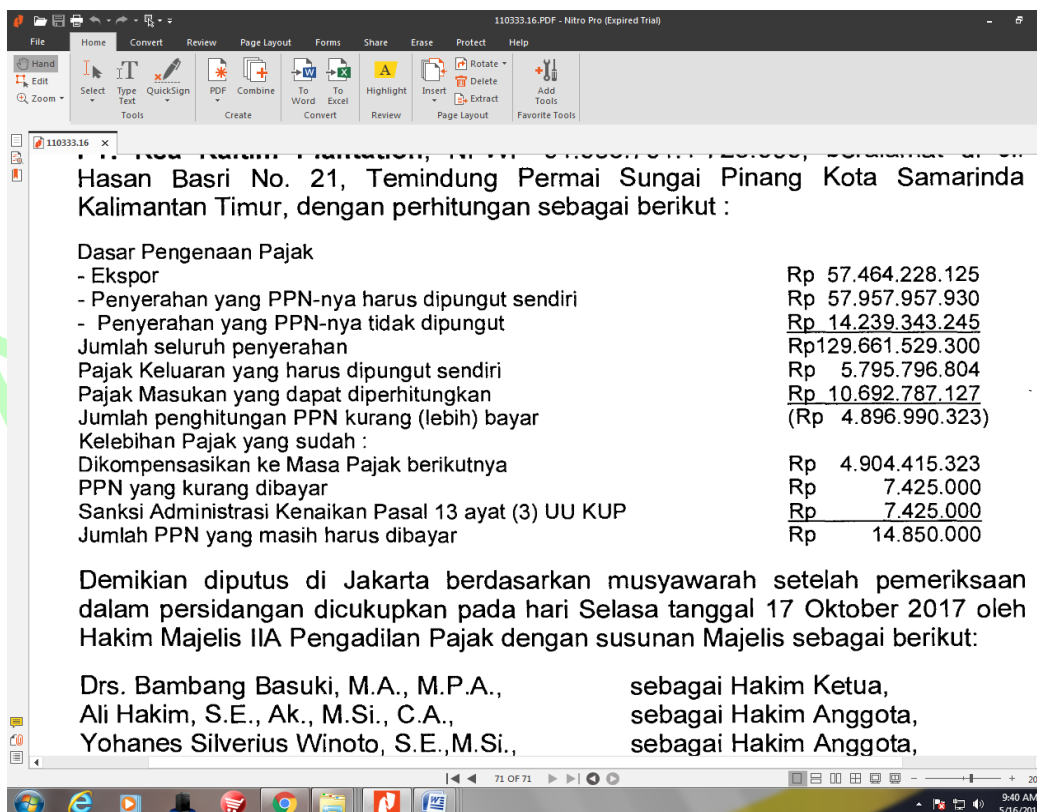 110333.16.PDF - Nitro Pro (Expired Trial)
File Home Convert Review Page Layout Forms Share Erase Protect Help
Hand
Edit
Zoom
Select
Type Text
QuickSign
Tools
PDF
Combine
Create
To Word
To Excel
Convert
Highlight
Review
Insert
Rotate
Delete
Extract
Page Layout
Add Tools
Favorite Tools
110333.16 x
Hasan Basri No. 21, Temindung Permai Sungai Pinang Kota Samarinda
Kalimantan Timur, dengan perhitungan sebagai berikut :
Dasar Pengenaan Pajak
- Ekspor Rp 57.464.228.125
- Penyerahan yang PPN-nya harus dipungut sendiri Rp 57.957.957.930
- Penyerahan yang PPN-nya tidak dipungut Rp 14.239.343.245
Jumlah seluruh penyerahan Rp129.661.529.300
Pajak Keluaran yang harus dipungut sendiri Rp 5.795.796.804
Pajak Masukan yang dapat diperhitungkan Rp 10.692.787.127
Jumlah penghitungan PPN kurang (lebih) bayar (Rp 4.896.990.323)
Kelebihan Pajak yang sudah :
Dikompensasikan ke Masa Pajak berikutnya Rp 4.904.415.323
PPN yang kurang dibayar Rp 7.425.000
Sanksi Administrasi Kenaikan Pasal 13 ayat (3) UU KUP Rp 7.425.000
Jumlah PPN yang masih harus dibayar Rp 14.850.000
Demikian diputus di Jakarta berdasarkan musyawarah setelah pemeriksaan
dalam persidangan dicukupkan pada hari Selasa tanggal 17 Oktober 2017 oleh
Hakim Majelis IIA Pengadilan Pajak dengan susunan Majelis sebagai berikut:
Drs. Bambang Basuki, M.A., M.P.A., sebagai Hakim Ketua,
Ali Hakim, S.E., Ak., M.Si., C.A., sebagai Hakim Anggota,
Yohanes Silverius Winoto, S.E.,M.Si., sebagai Hakim Anggota,
71 OF 71
9:40 AM